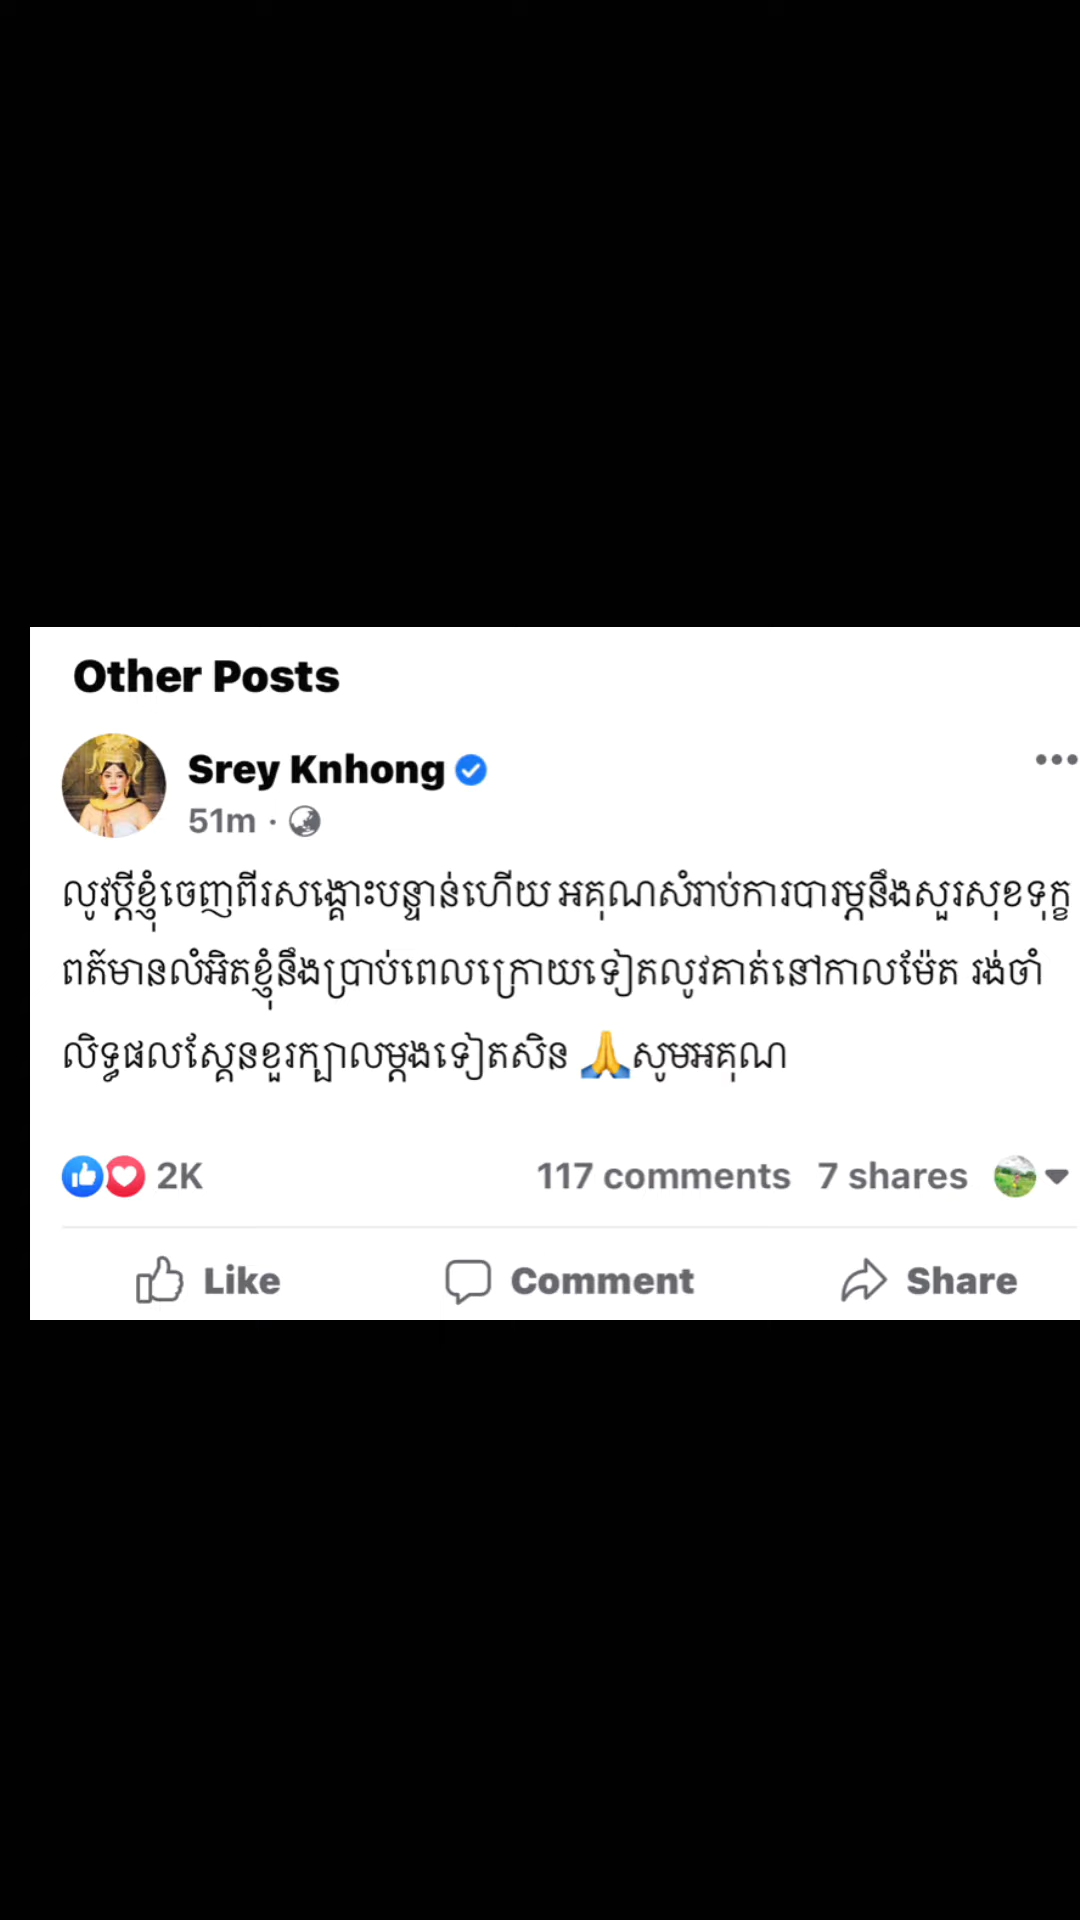 Other Posts
Srey Knhong
51m ·
លូវប្ដីខ្ញុំចេញពីរសង្គ្រោះបន្ទាន់ហើយ អគុណសំរាប់ការបារម្ភនឹងសួរសុខទុក្ខ
ពត៍មានលំអិតខ្ញុំនឹងប្រាប់ពេលក្រោយទៀតលូវគាត់នៅកាលម៉ែត រង់ចាំ
លិទ្ធផលស្គែនខួរក្បាលម្ដងទៀតសិន 🙏សូមអគុណ
2K
117 comments 7 shares
Like Comment Share